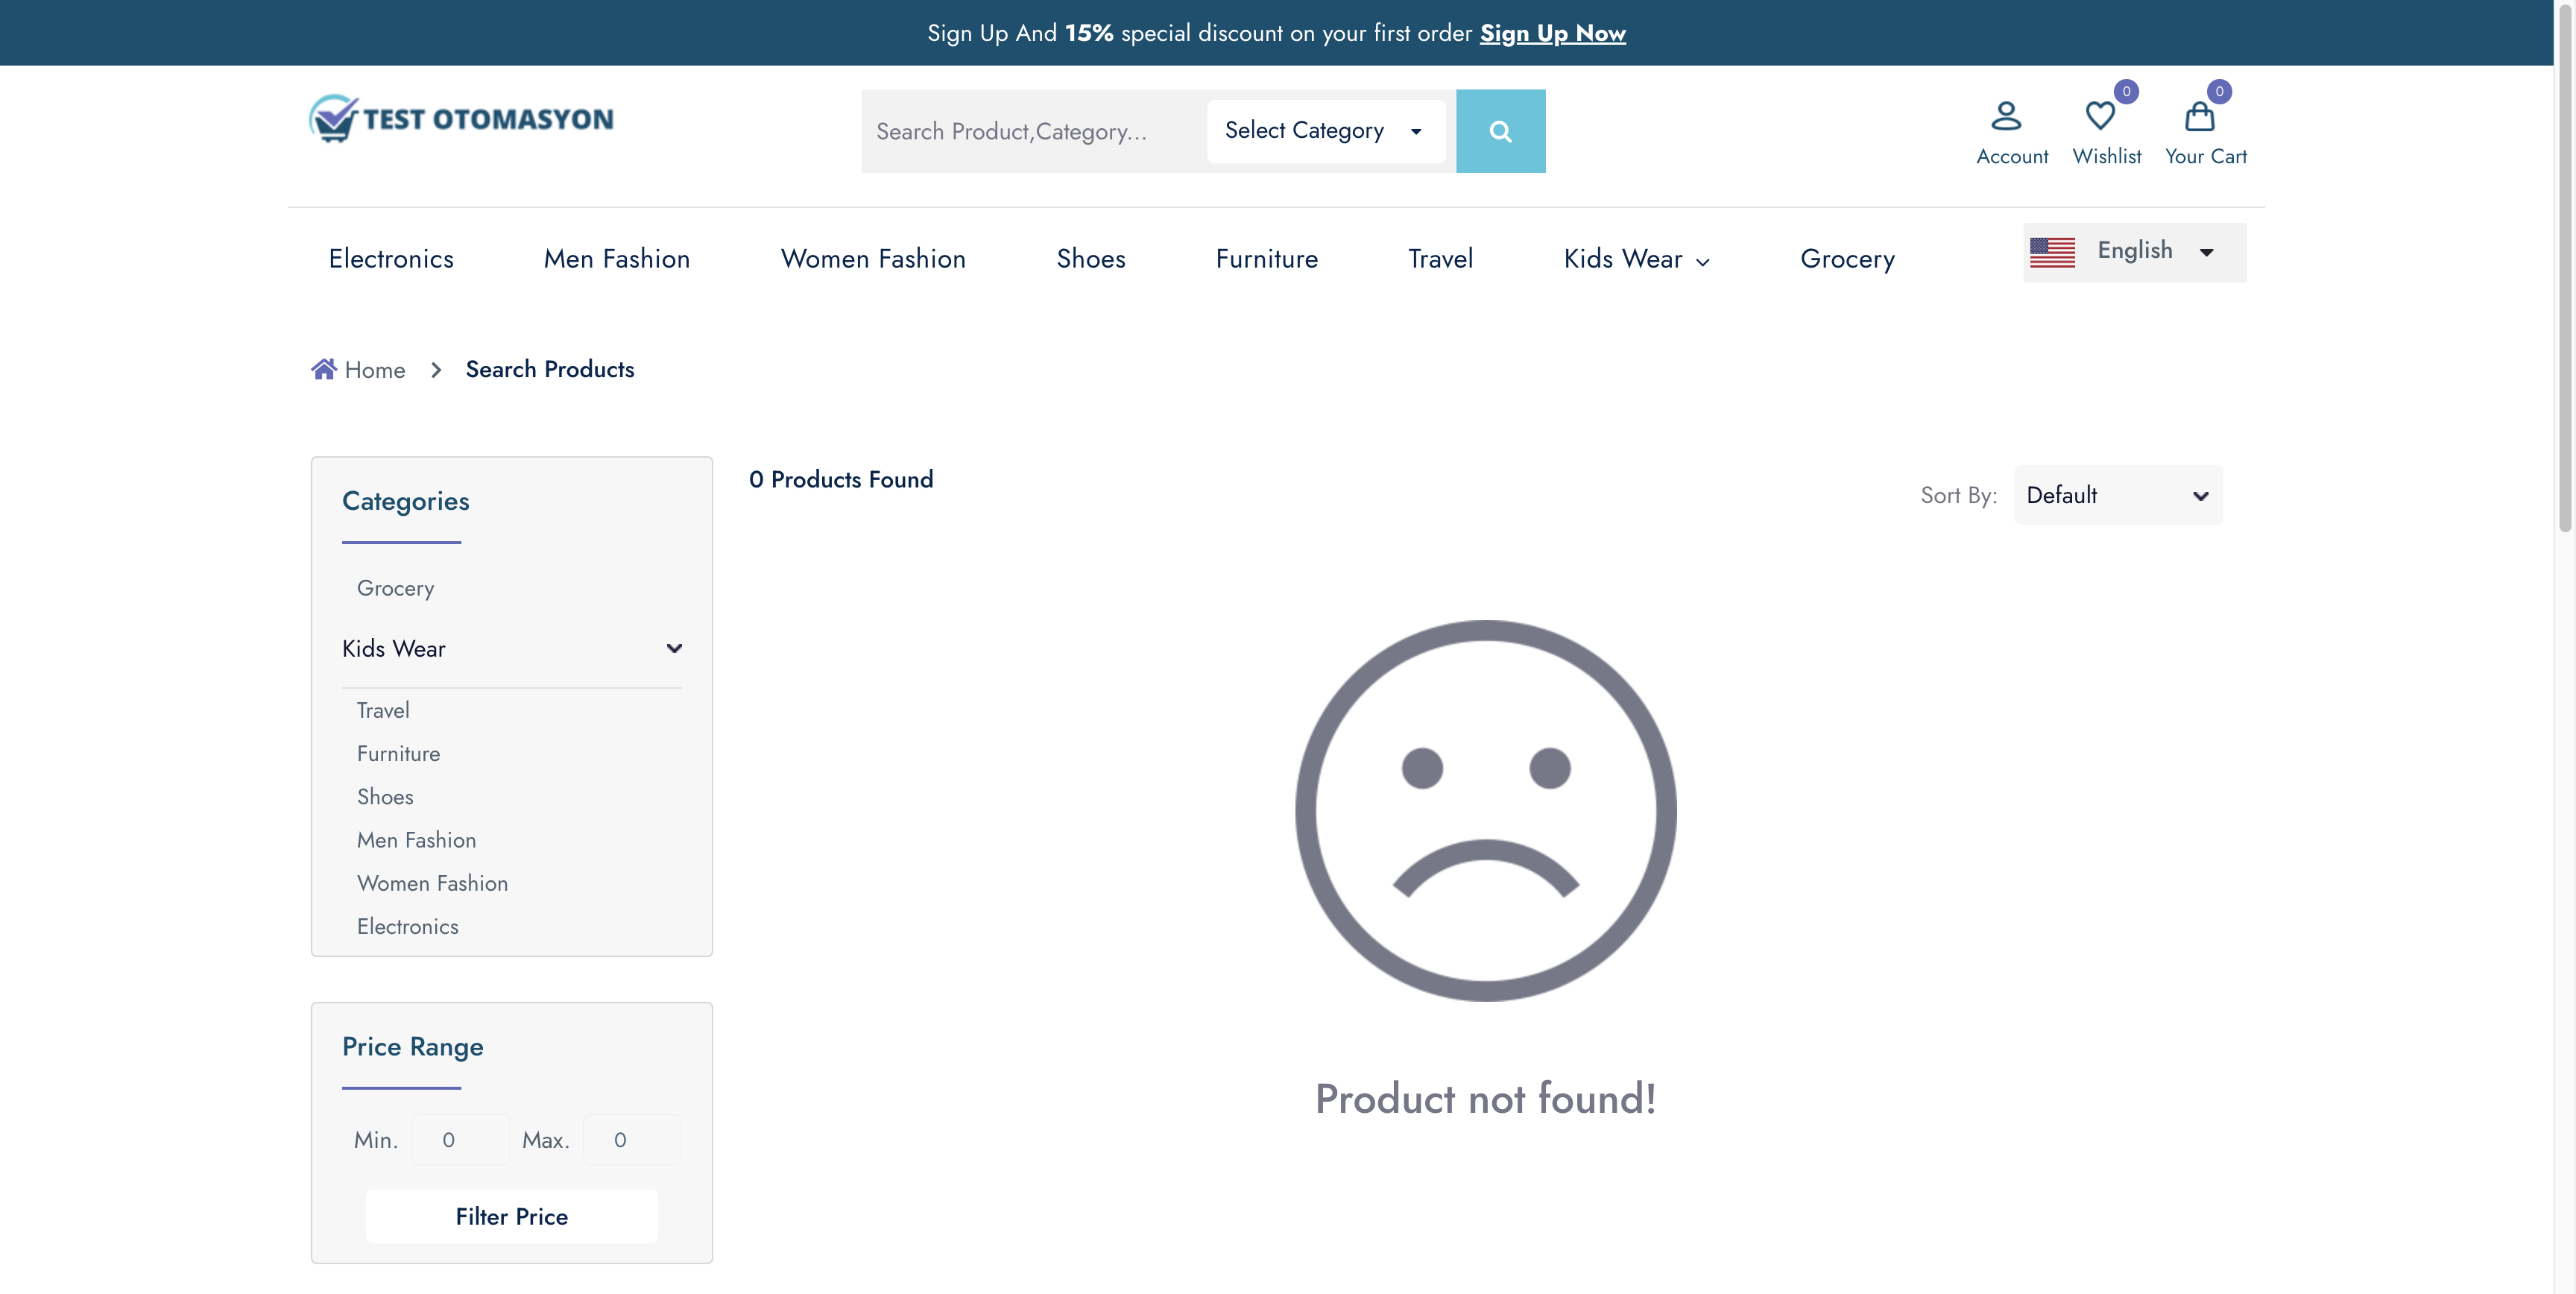 Sign Up And 15% special discount on your first order Sign Up Now
TEST OTOMASYON
Search Product,Category...
Select Category
0
0
Account
Wishlist
Your Cart
Electronics
Men Fashion
Women Fashion
Shoes
Furniture
Travel
Kids Wear
Grocery
English
Home
Search Products
Categories
Grocery
Kids Wear
Travel
Furniture
Shoes
Men Fashion
Women Fashion
Electronics
Price Range
Min.
0
Max.
0
Filter Price
0 Products Found
Sort By:
Default
Product not found!